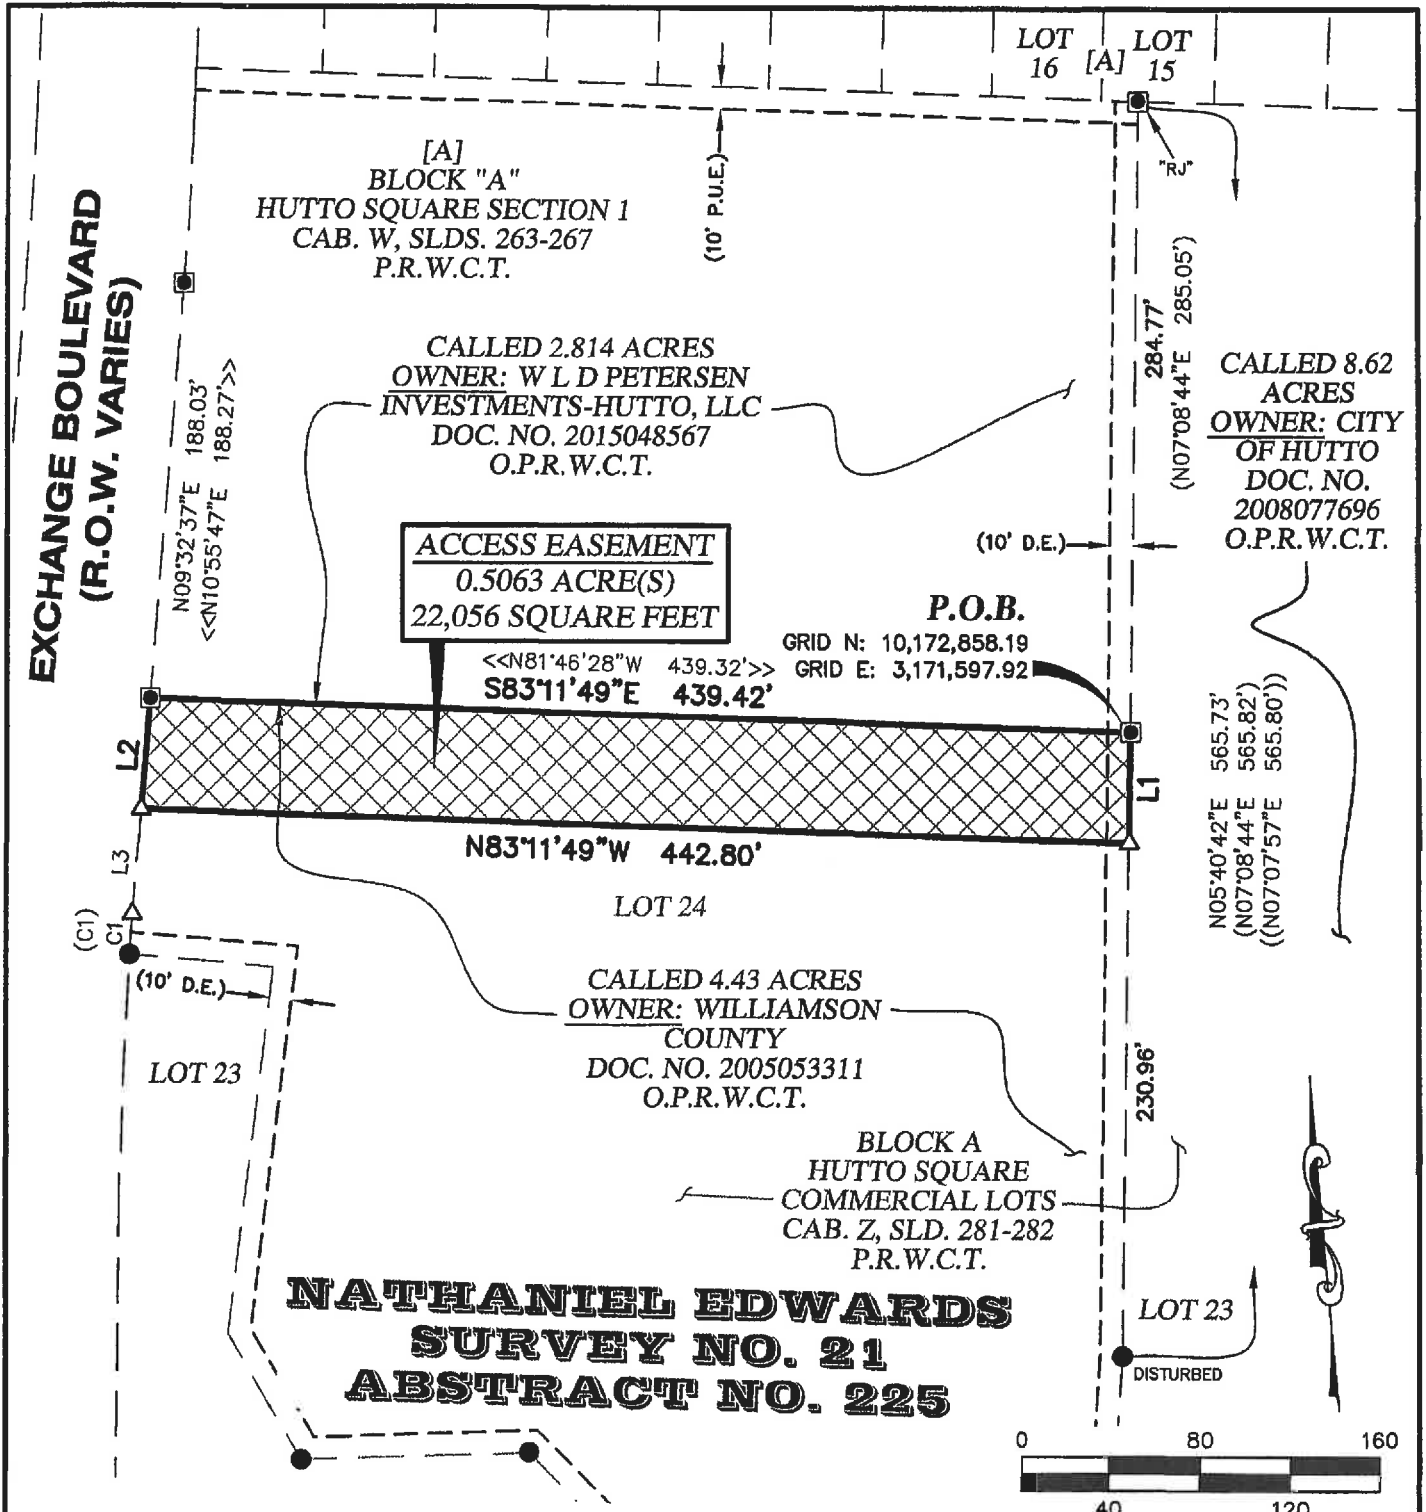 LOT
16
[A]
LOT
15
"RJ"
(10' P.U.E.)
[A]
BLOCK "A"
HUTTO SQUARE SECTION 1
CAB. W, SLDS. 263-267
P.R.W.C.T.
EXCHANGE BOULEVARD
(R.O.W. VARIES)
N09°32'37"E 188.03'
<<N10°55'47"E 188.27'>>
CALLED 2.814 ACRES
OWNER: W L D PETERSEN
INVESTMENTS-HUTTO, LLC
DOC. NO. 2015048567
O.P.R.W.C.T.
284.77'
(N07°08'44"E 285.05')
CALLED 8.62
ACRES
OWNER: CITY
OF HUTTO
DOC. NO.
2008077696
O.P.R.W.C.T.
(10' D.E.)
ACCESS EASEMENT
0.5063 ACRE(S)
22,056 SQUARE FEET
P.O.B.
GRID N: 10,172,858.19
GRID E: 3,171,597.92
<<N81°46'28"W 439.32'>>
S83°11'49"E 439.42'
L2
L1
N83°11'49"W 442.80'
N05°40'42"E 565.73'
(N07°08'44"E 565.82')
((N07°07'57"E 565.80'))
L3
(C1)
C1
LOT 24
(10' D.E.)
CALLED 4.43 ACRES
OWNER: WILLIAMSON
COUNTY
DOC. NO. 2005053311
O.P.R.W.C.T.
LOT 23
230.96'
BLOCK A
HUTTO SQUARE
COMMERCIAL LOTS
CAB. Z, SLD. 281-282
P.R.W.C.T.
NATHANIEL EDWARDS
SURVEY NO. 21
ABSTRACT NO. 225
LOT 23
DISTURBED
0 80 160
40 120